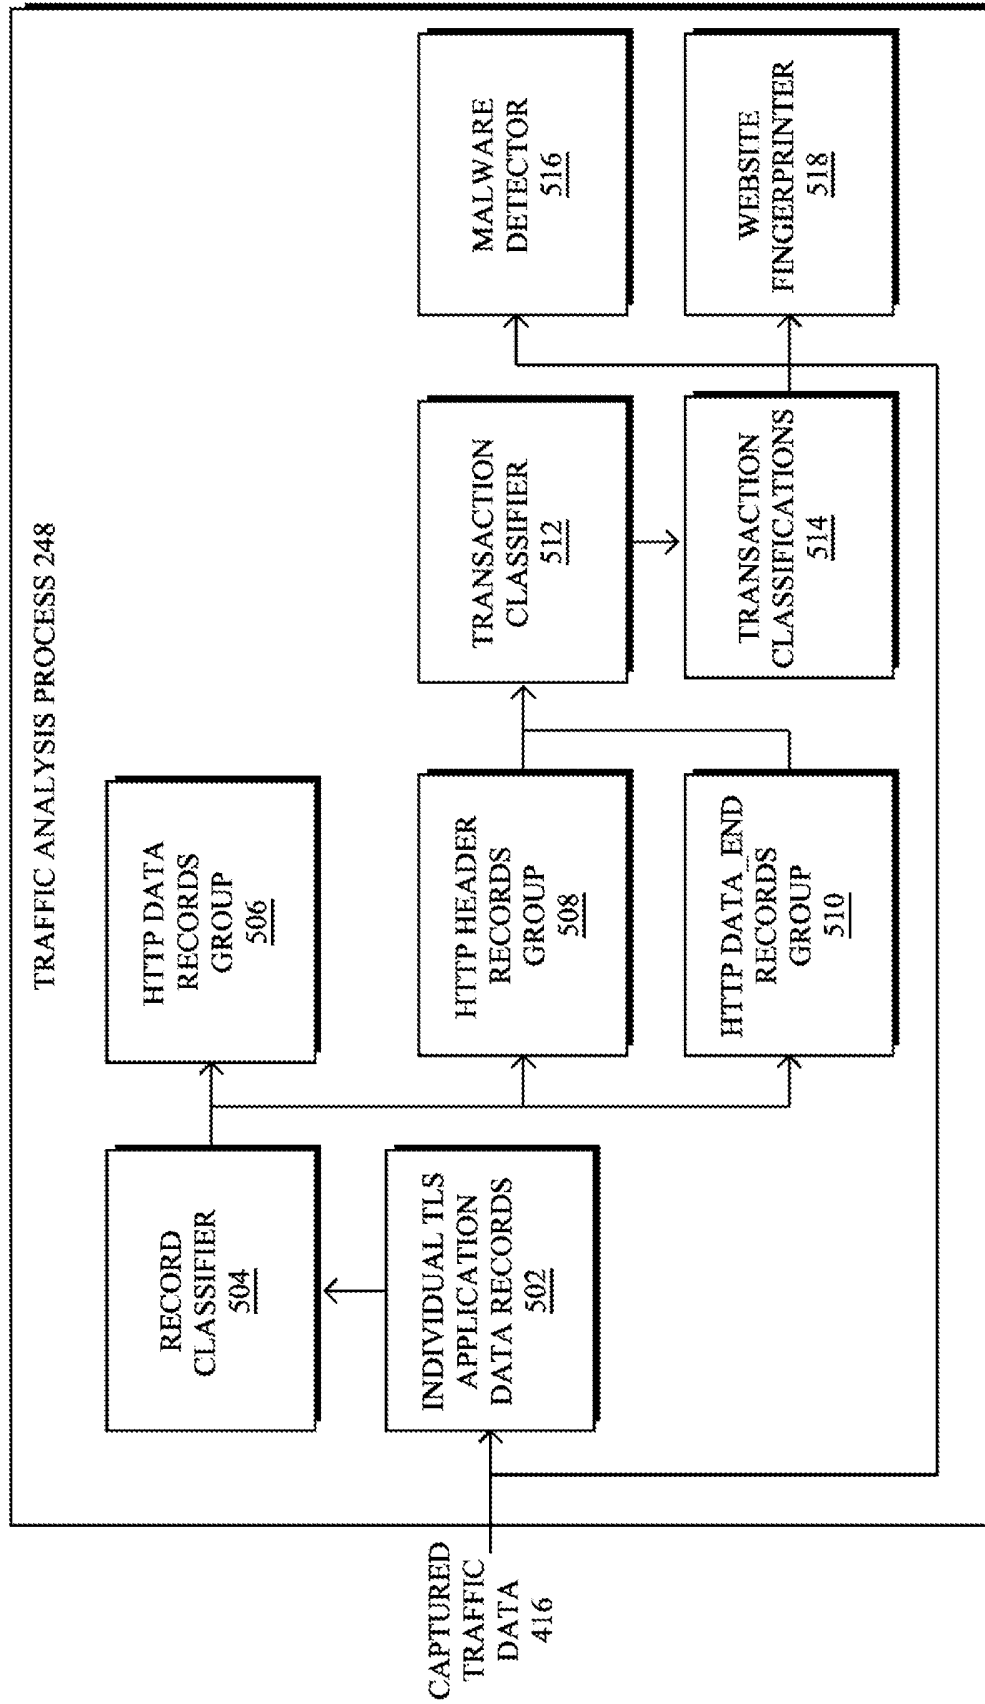 TRAFFIC ANALYSIS PROCESS 248
CAPTURED
TRAFFIC
DATA
416
RECORD
CLASSIFIER
504
INDIVIDUAL TLS
APPLICATION
DATA RECORDS
502
HTTP DATA
RECORDS
GROUP
506
HTTP HEADER
RECORDS
GROUP
508
HTTP DATA_END
RECORDS
GROUP
510
TRANSACTION
CLASSIFIER
512
TRANSACTION
CLASSIFICATIONS
514
MALWARE
DETECTOR
516
WEBSITE
FINGERPRINTER
518